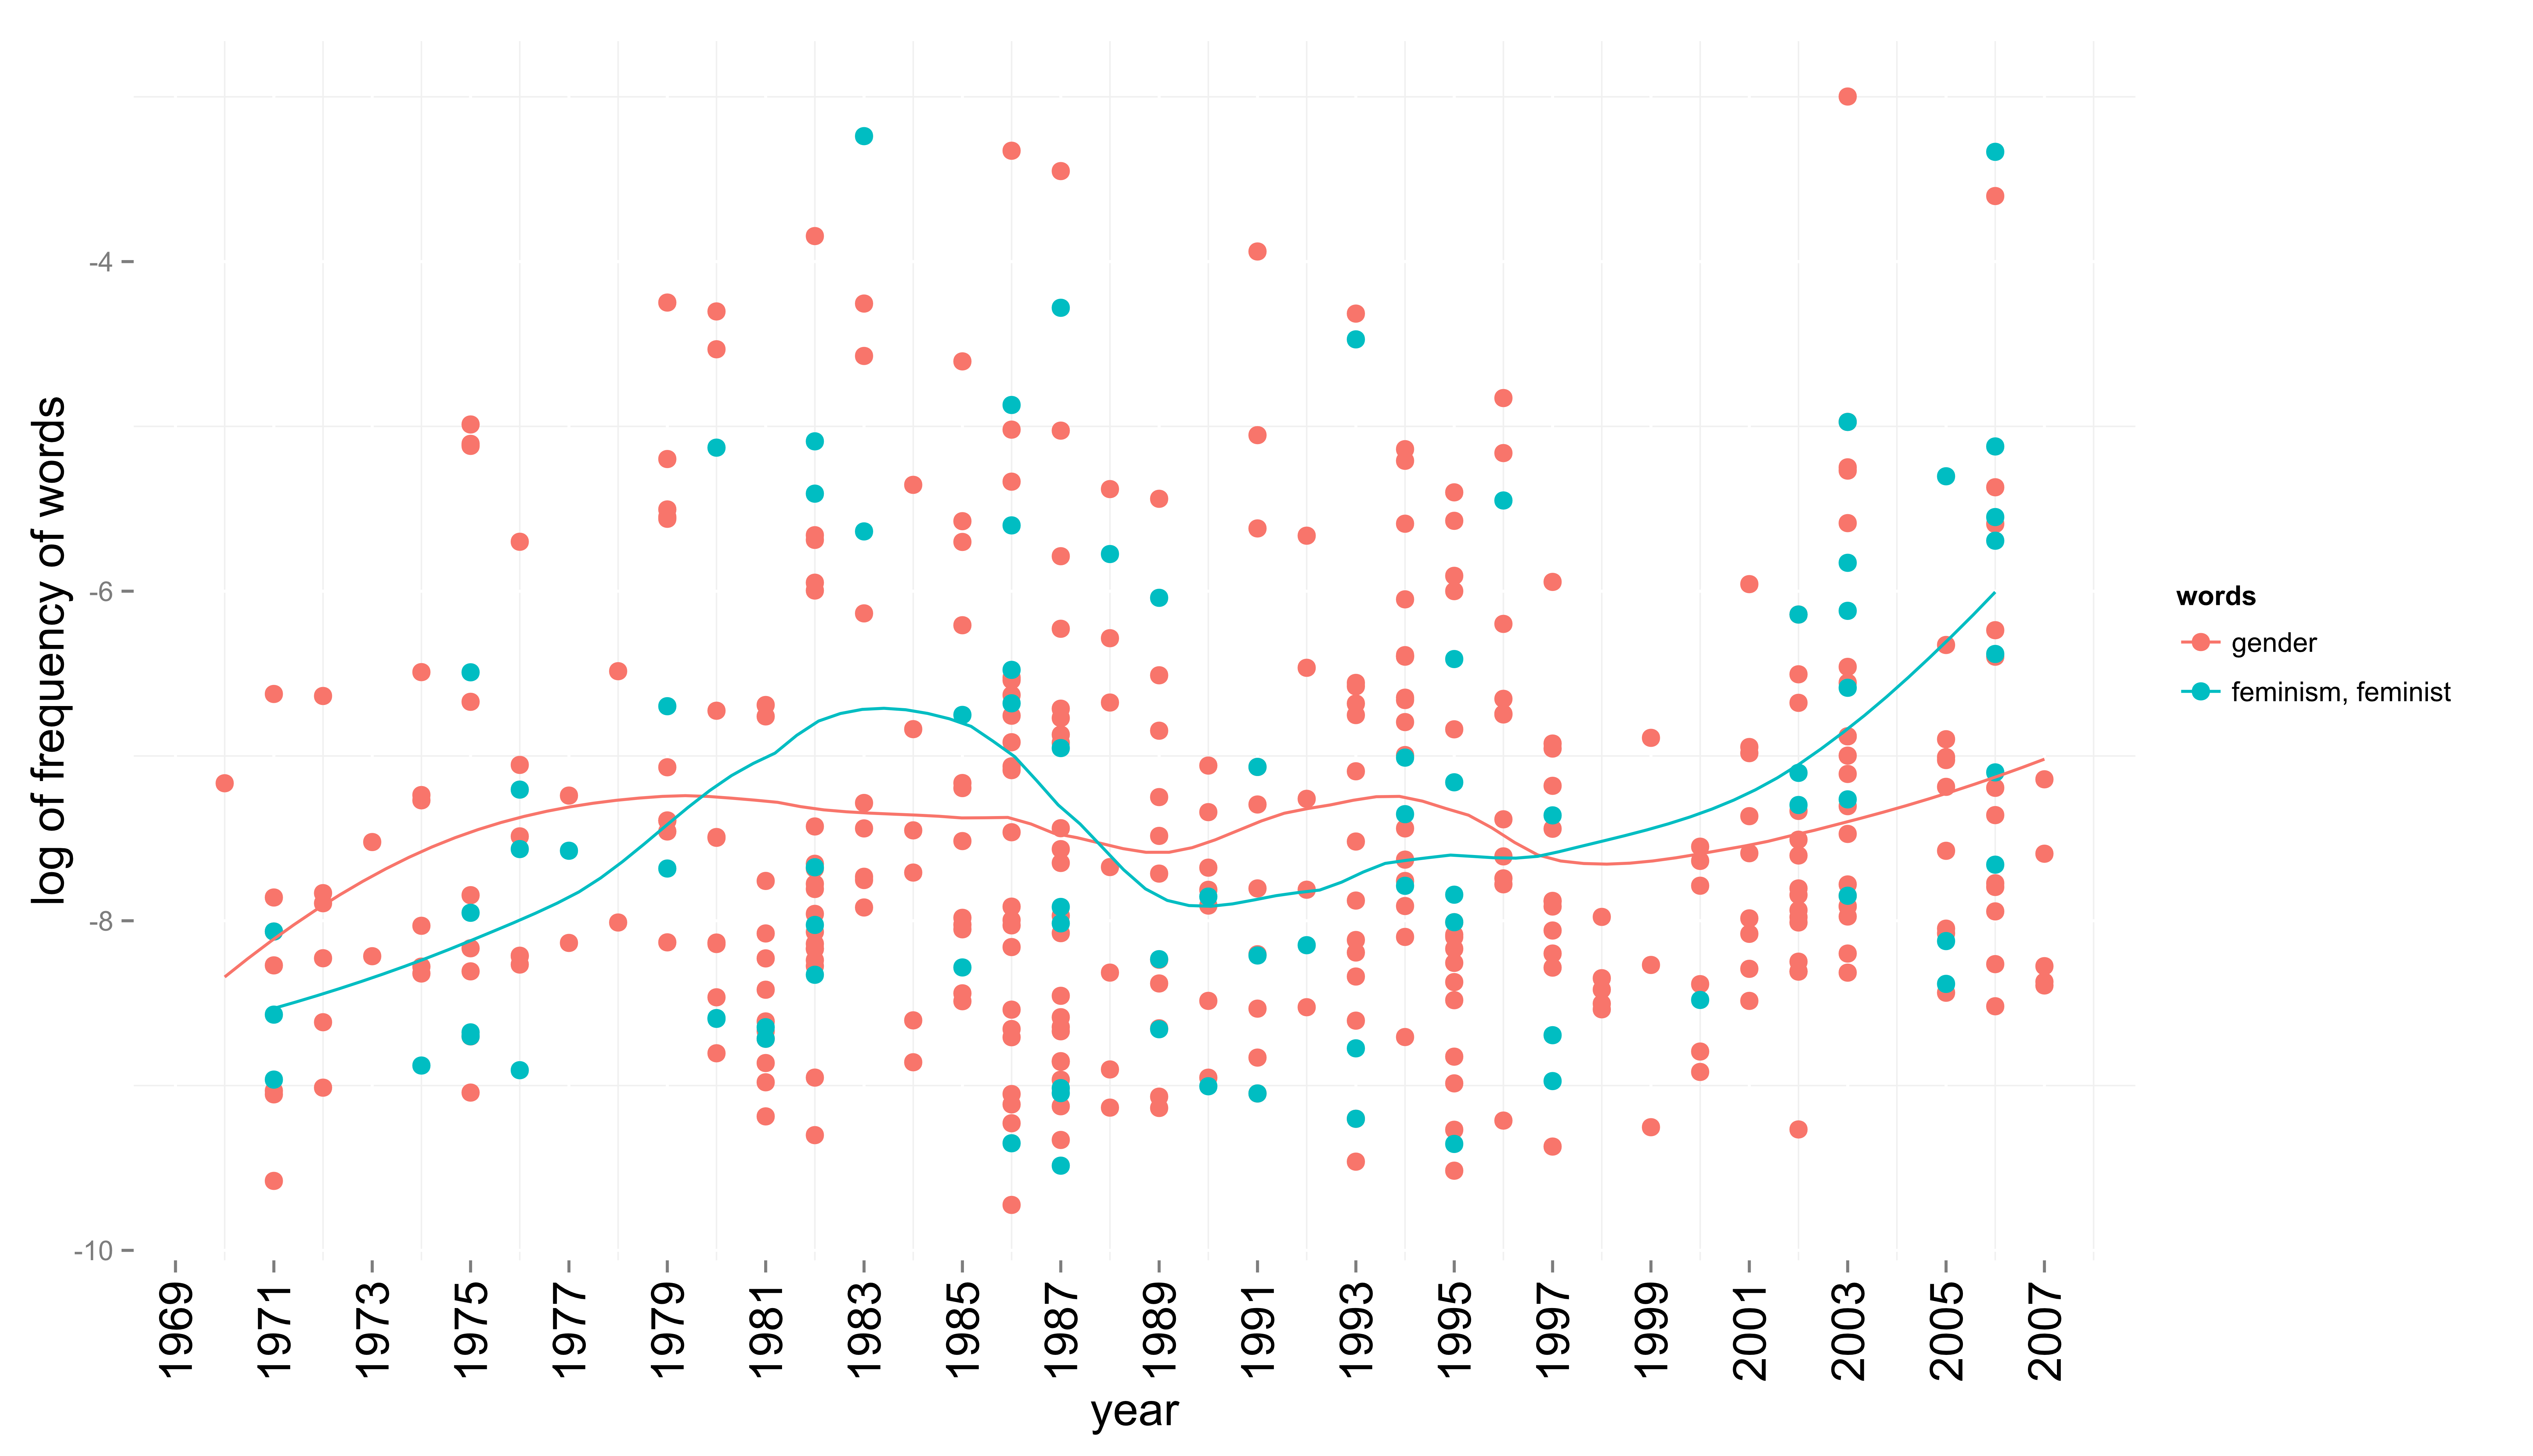 log of frequency of words
-4
-6
-8
-10
1969 1971 1973 1975 1977 1979 1981 1983 1985 1987 1989 1991 1993 1995 1997 1999 2001 2003 2005 2007
year
words
gender
feminism, feminist